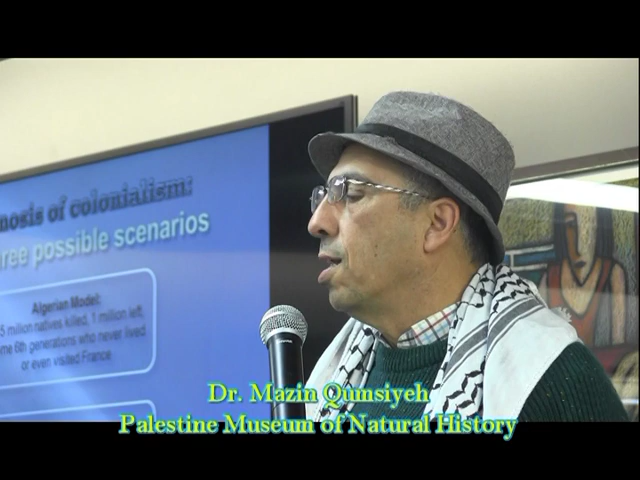 nosis of colonialism:
ree possible scenarios
Algerian Model:
5 million natives killed, 1 million left,
me 6th generations who never lived
or even visited France
Dr. Mazin Qumsiyeh
Palestine Museum of Natural History